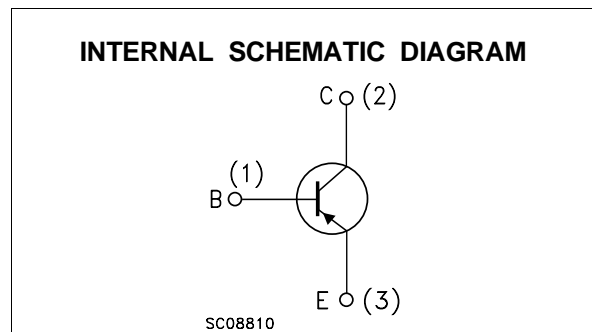 INTERNAL SCHEMATIC DIAGRAM
C (2)
(1)
B
E (3)
SC08810